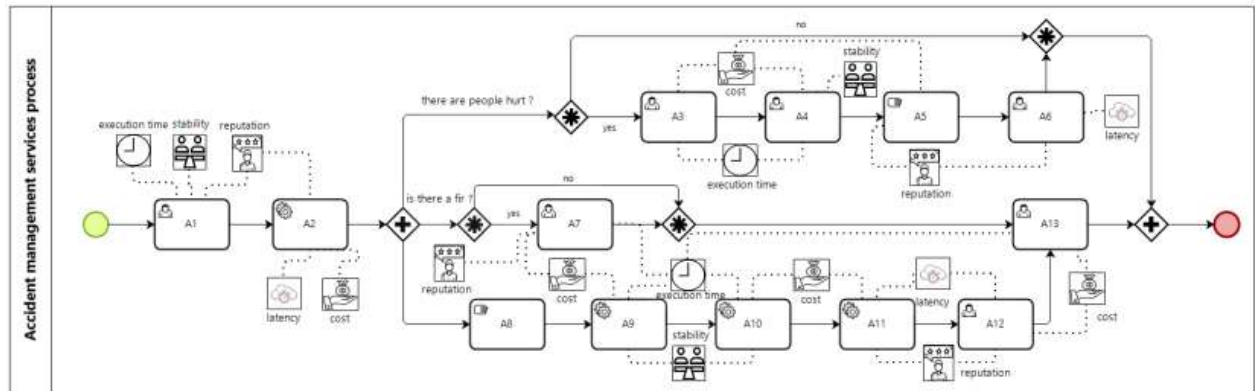 Accident management services process
no
there are people hurt ?
yes
A3
cost
A4
stability
A5
A6
latency
execution time
reputation
execution time
stability
reputation
A1
A2
latency
cost
is there a fir ?
no
yes
A7
A13
reputation
cost
execution time
cost
latency
cost
A8
A9
A10
A11
A12
stability
reputation